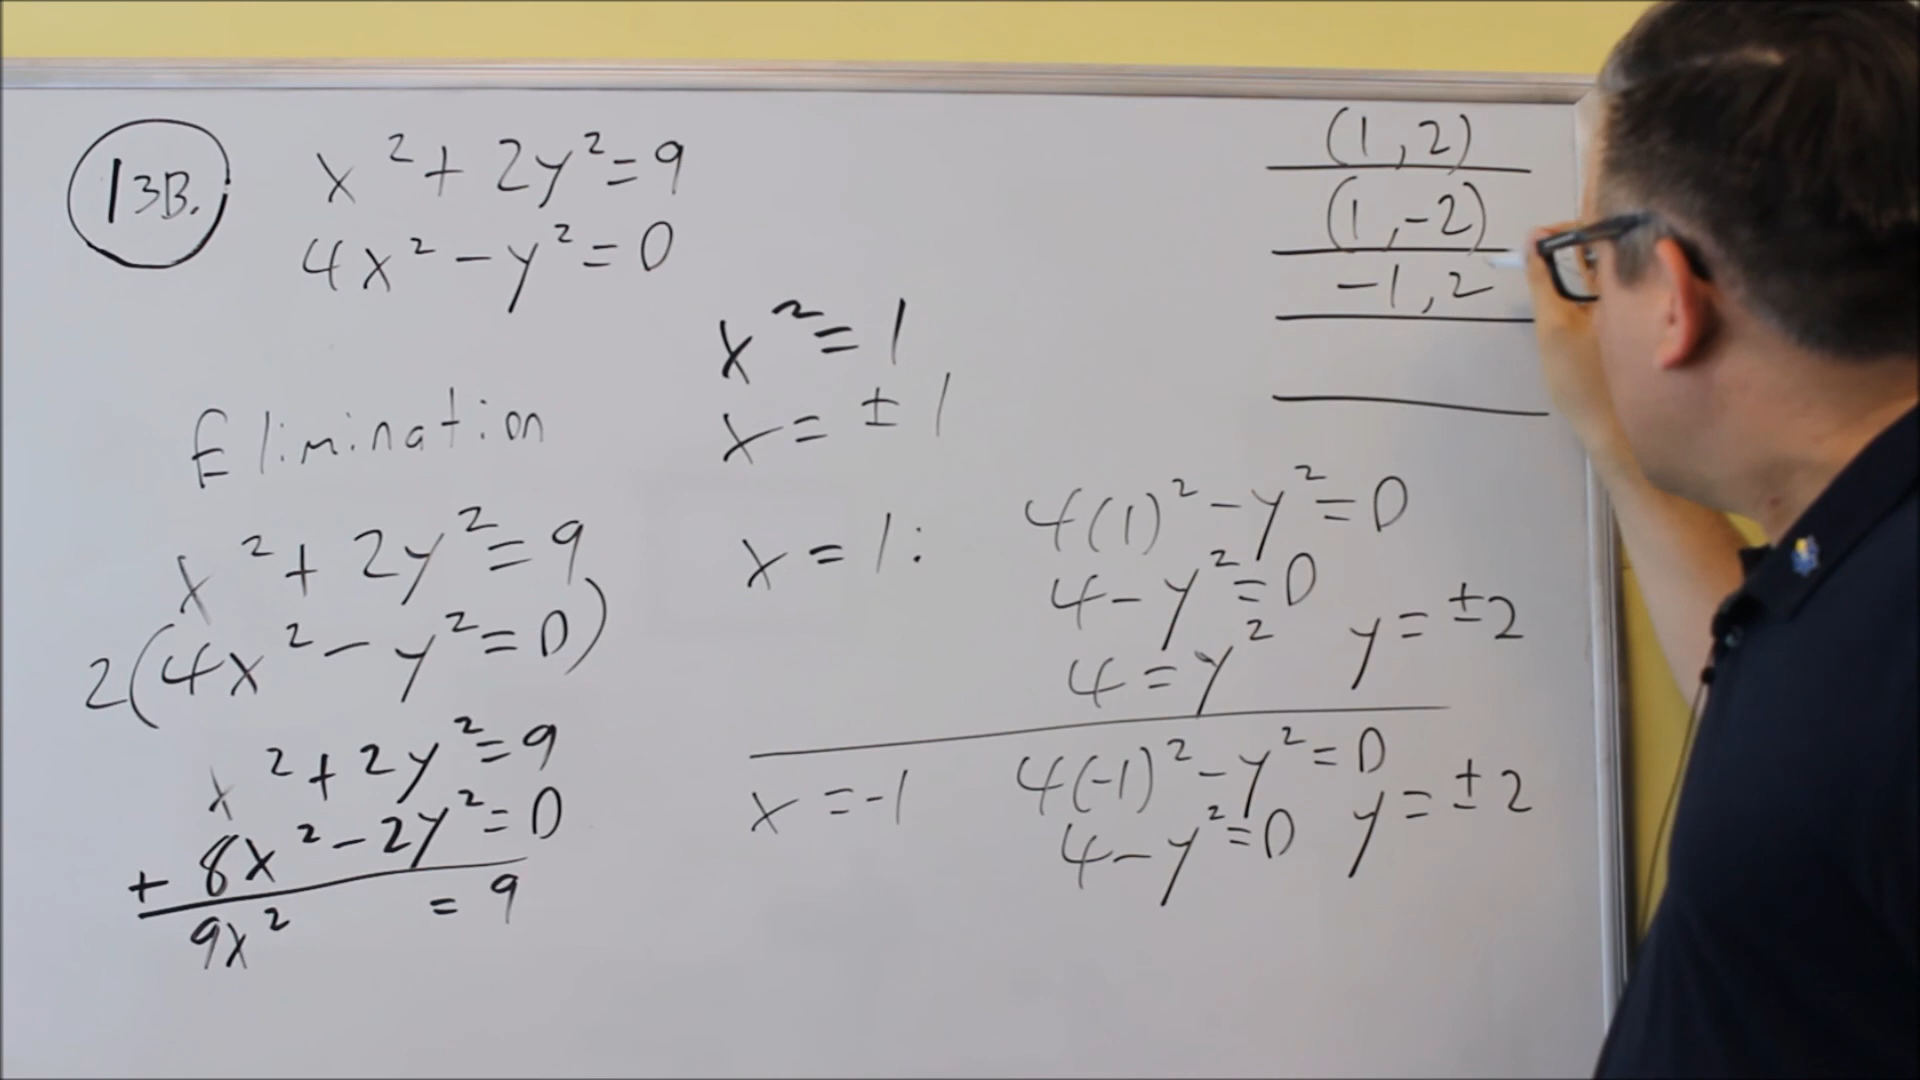 13B.
x² + 2y² = 9
4x² - y² = 0
Elimination
x² + 2y² = 9
2(4x² - y² = 0)
x² + 2y² = 9
+ 8x² - 2y² = 0
9x² = 9
x² = 1
x = ± 1
x = 1:
4(1)² - y² = 0
4 - y² = 0
4 = y² y = ±2
x = -1
4(-1)² - y² = 0
4 - y² = 0 y = ±2
(1, 2)
(1, -2)
-1, 2